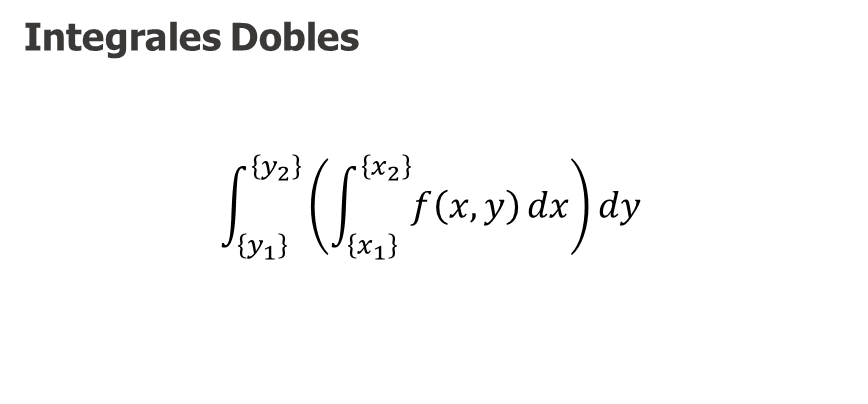 Integrales Dobles
∫_{y₁}^{y₂} (∫_{x₁}^{x₂} f(x, y) dx) dy